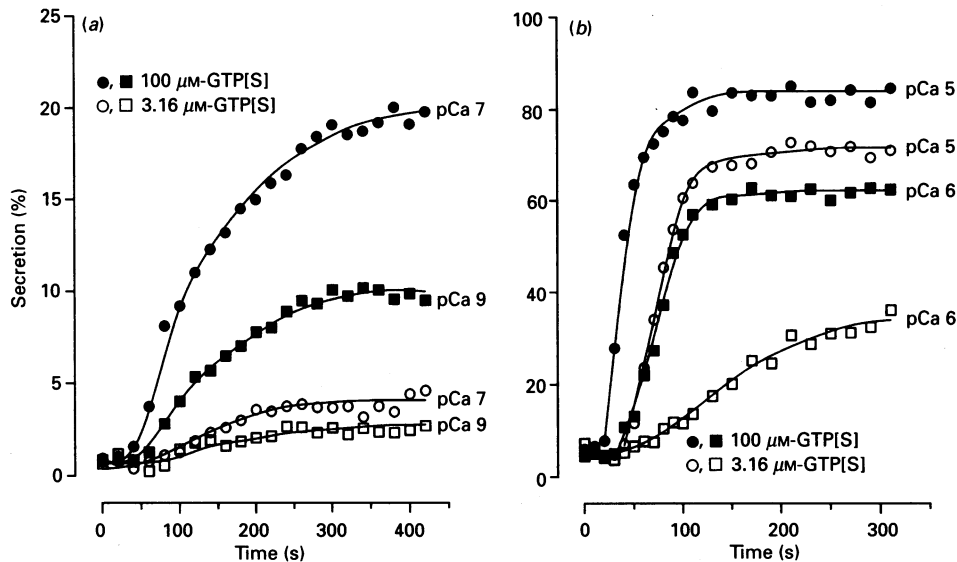 (a)
●, ■ 100 μM-GTP[S]
○ □ 3.16 μM-GTP[S]
25
20
15
10
5
0
Secretion (%)
pCa 7
pCa 9
pCa 7
pCa 9
0 100 200 300 400
Time (s)
(b)
100
80
60
40
20
0
pCa 5
pCa 5
pCa 6
pCa 6
●, ■ 100 μM-GTP[S]
○, □ 3.16 μM-GTP[S]
0 100 200 300
Time (s)